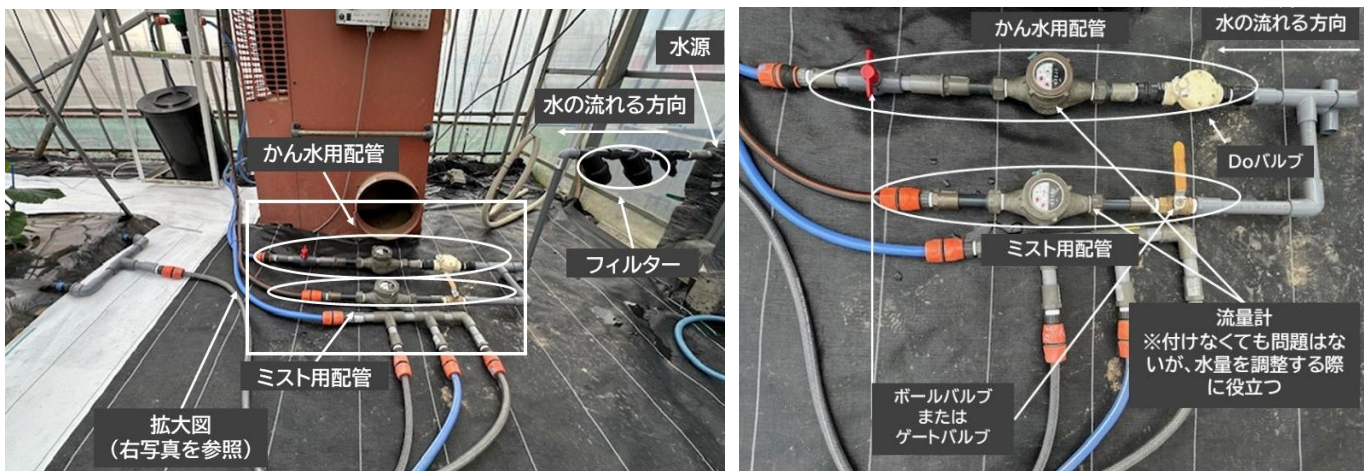 水源
水の流れる方向
かん水用配管
フィルター
ミスト用配管
拡大図
（右写真を参照）
かん水用配管
水の流れる方向
Doバルブ
ミスト用配管
流量計
※付けなくても問題はな
いが、水量を調整する際
に役立つ
ボールバルブ
または
ゲートバルブ